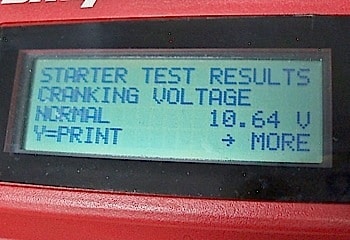 STARTER TEST RESULTS
CRANKING VOLTAGE
NORMAL 10.64 V
Y=PRINT → MORE